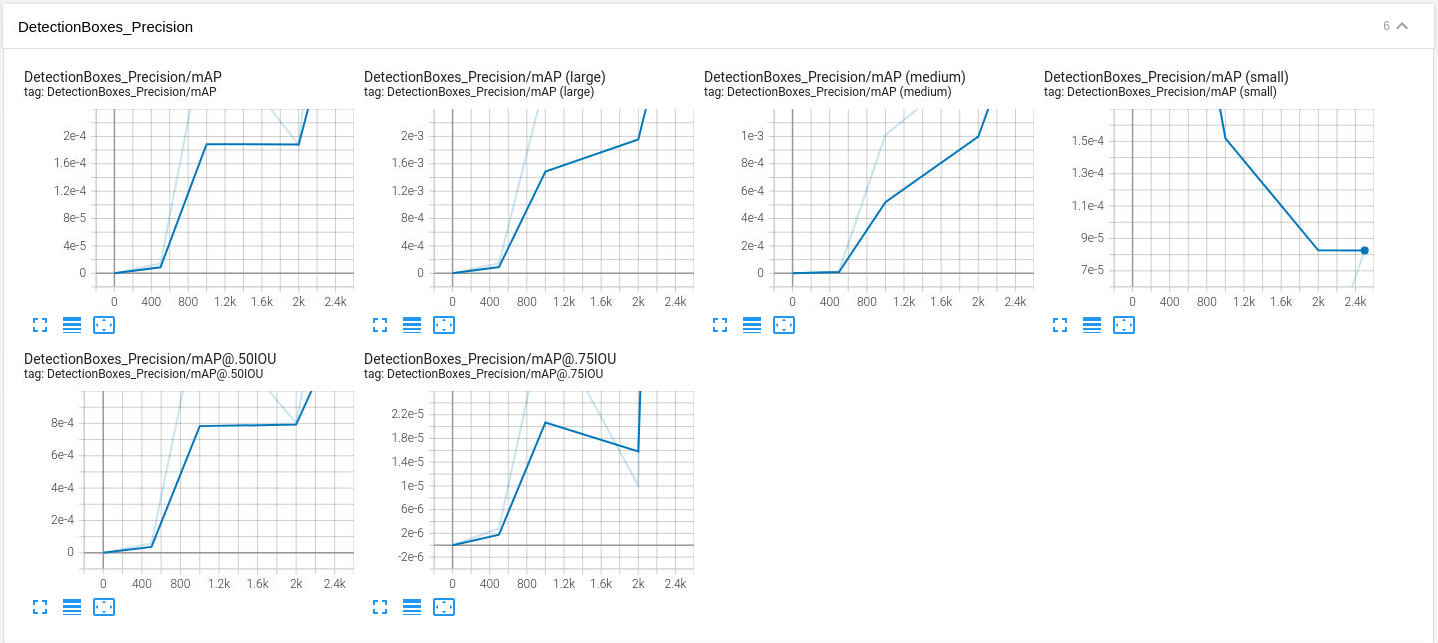 DetectionBoxes_Precision
6
DetectionBoxes_Precision/mAP
tag: DetectionBoxes_Precision/mAP
2e-4
1.6e-4
1.2e-4
8e-5
4e-5
0
0 400 800 1.2k 1.6k 2k 2.4k
DetectionBoxes_Precision/mAP (large)
tag: DetectionBoxes_Precision/mAP (large)
2e-3
1.6e-3
1.2e-3
8e-4
4e-4
0
0 400 800 1.2k 1.6k 2k 2.4k
DetectionBoxes_Precision/mAP (medium)
tag: DetectionBoxes_Precision/mAP (medium)
1e-3
8e-4
6e-4
4e-4
2e-4
0
0 400 800 1.2k 1.6k 2k 2.4k
DetectionBoxes_Precision/mAP (small)
tag: DetectionBoxes_Precision/mAP (small)
1.5e-4
1.3e-4
1.1e-4
9e-5
7e-5
0 400 800 1.2k 1.6k 2k 2.4k
DetectionBoxes_Precision/mAP@.50IOU
tag: DetectionBoxes_Precision/mAP@.50IOU
8e-4
6e-4
4e-4
2e-4
0
0 400 800 1.2k 1.6k 2k 2.4k
DetectionBoxes_Precision/mAP@.75IOU
tag: DetectionBoxes_Precision/mAP@.75IOU
2.2e-5
1.8e-5
1.4e-5
1e-5
6e-6
2e-6
-2e-6
0 400 800 1.2k 1.6k 2k 2.4k